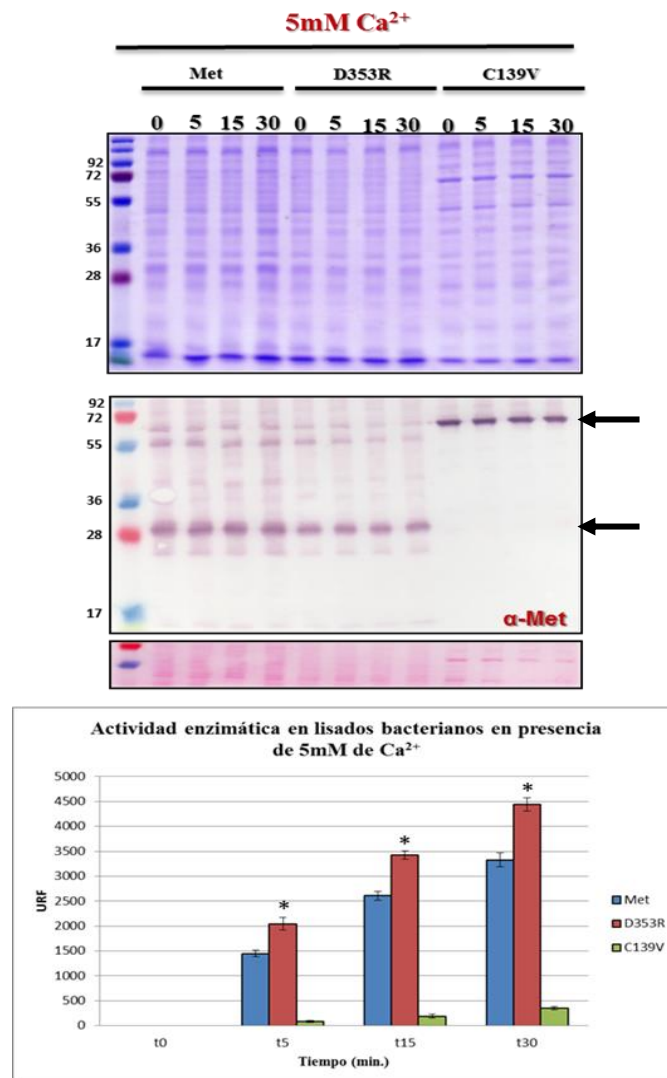 5mM Ca²⁺
Met D353R C139V
0 5 15 30 0 5 15 30 0 5 15 30
92
72
55
36
28
17
92
72
55
36
28
17
α-Met
Actividad enzimática en lisados bacterianos en presencia
de 5mM de Ca²⁺
URF
5000
4500
4000
3500
3000
2500
2000
1500
1000
500
0
*
*
*
t0 t5 t15 t30
Tiempo (min.)
Met
D353R
C139V